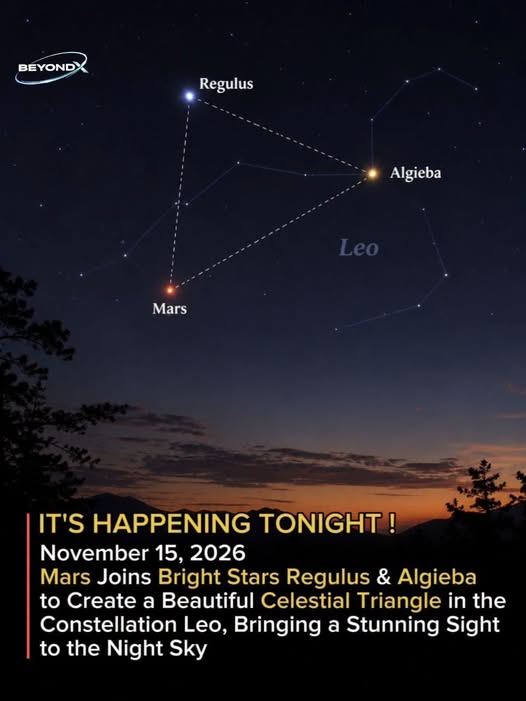 BEYONDX
Regulus
Algieba
Leo
Mars
IT'S HAPPENING TONIGHT !
November 15, 2026
Mars Joins Bright Stars Regulus & Algieba
to Create a Beautiful Celestial Triangle in the
Constellation Leo, Bringing a Stunning Sight
to the Night Sky